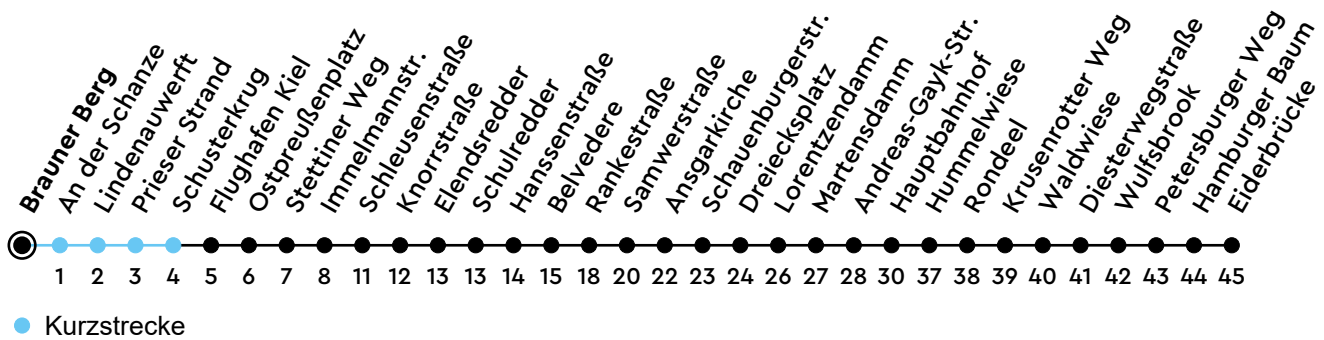 Brauner Berg
An der Schanze
Lindenauwerft
Prieser Strand
Schusterkrug
Flughafen Kiel
Ostpreußenplatz
Stettiner Weg
Immelmannstr.
Schleusenstraße
Knorrstraße
Elendsredder
Schulredder
Hanssenstraße
Belvedere
Rankestraße
Samwerstraße
Ansgarkirche
Schauenburgerstr.
Dreiecksplatz
Lorentzendamm
Martensdamm
Andreas-Gayk-Str.
Hauptbahnhof
Hummelwiese
Rondeel
Krusenrotter Weg
Waldwiese
Diesterwegstraße
Wulfsbrook
Petersburger Weg
Hamburger Baum
Eiderbrücke
1 2 3 4 5 6 7 8 11 12 13 13 14 15 18 20 22 23 24 26 27 28 30 37 38 39 40 41 42 43 44 45
Kurzstrecke